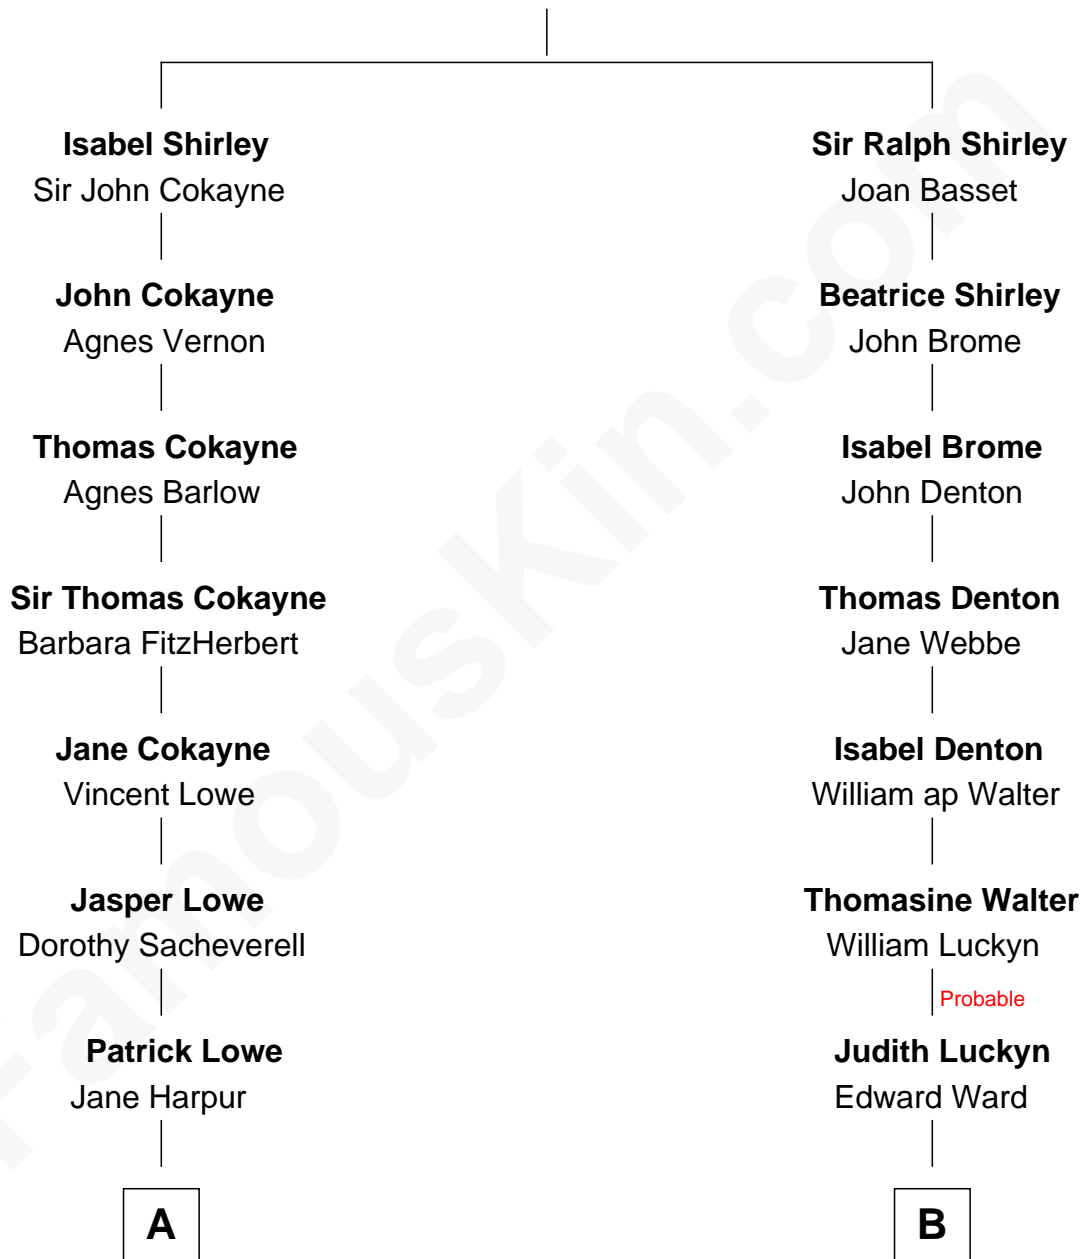 Isabel Shirley
Sir John Cokayne
Sir Ralph Shirley
Joan Basset
John Cokayne
Agnes Vernon
Beatrice Shirley
John Brome
Thomas Cokayne
Agnes Barlow
Isabel Brome
John Denton
Sir Thomas Cokayne
Barbara FitzHerbert
Thomas Denton
Jane Webbe
Jane Cokayne
Vincent Lowe
Isabel Denton
William ap Walter
Jasper Lowe
Dorothy Sacheverell
Thomasine Walter
William Luckyn
Probable
Patrick Lowe
Jane Harpur
Judith Luckyn
Edward Ward
A
B
FamousKin.com